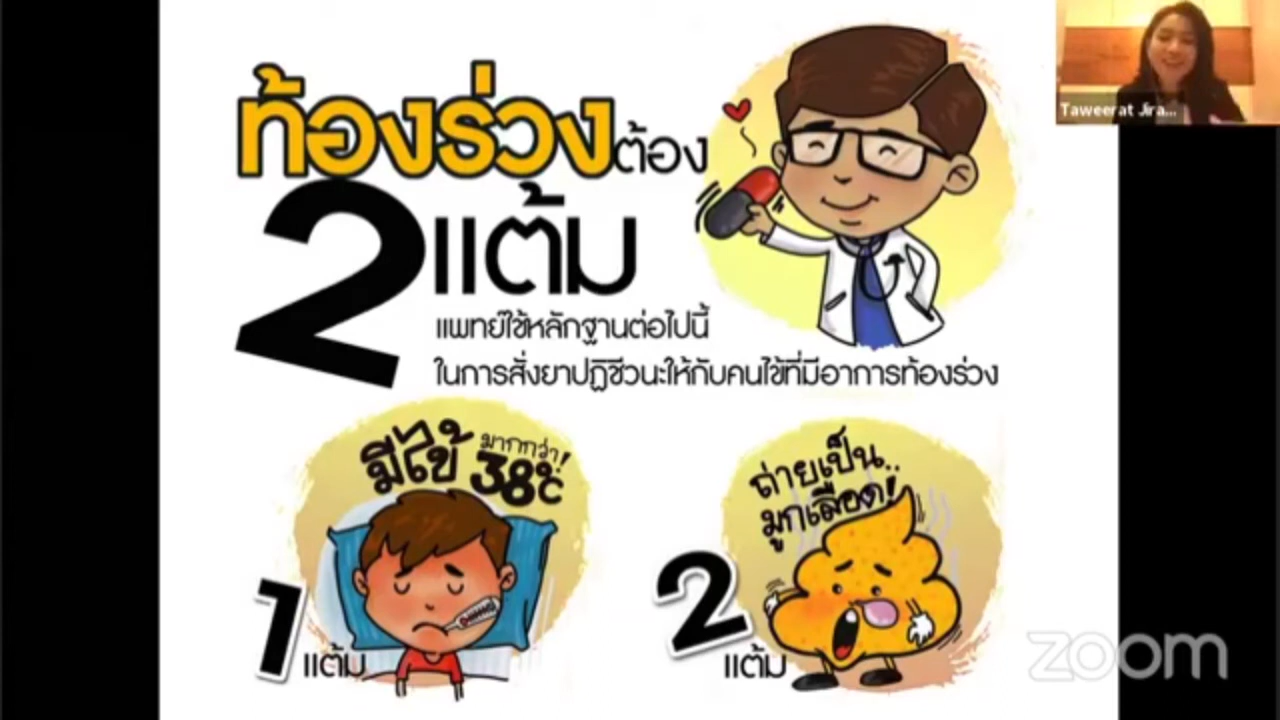 ท้องร่วงต้อง
2 แต้ม
แพทย์ใช้หลักฐานต่อไปนี้
ในการสั่งยาปฏิชีวนะให้กับคนไข้ที่มีอาการท้องร่วง
มีไข้ มากกว่า!
38°c
1 แต้ม
ถ่ายเป็น..
มูกเลือด!
2 แต้ม
Taweerat Jira...
zoom